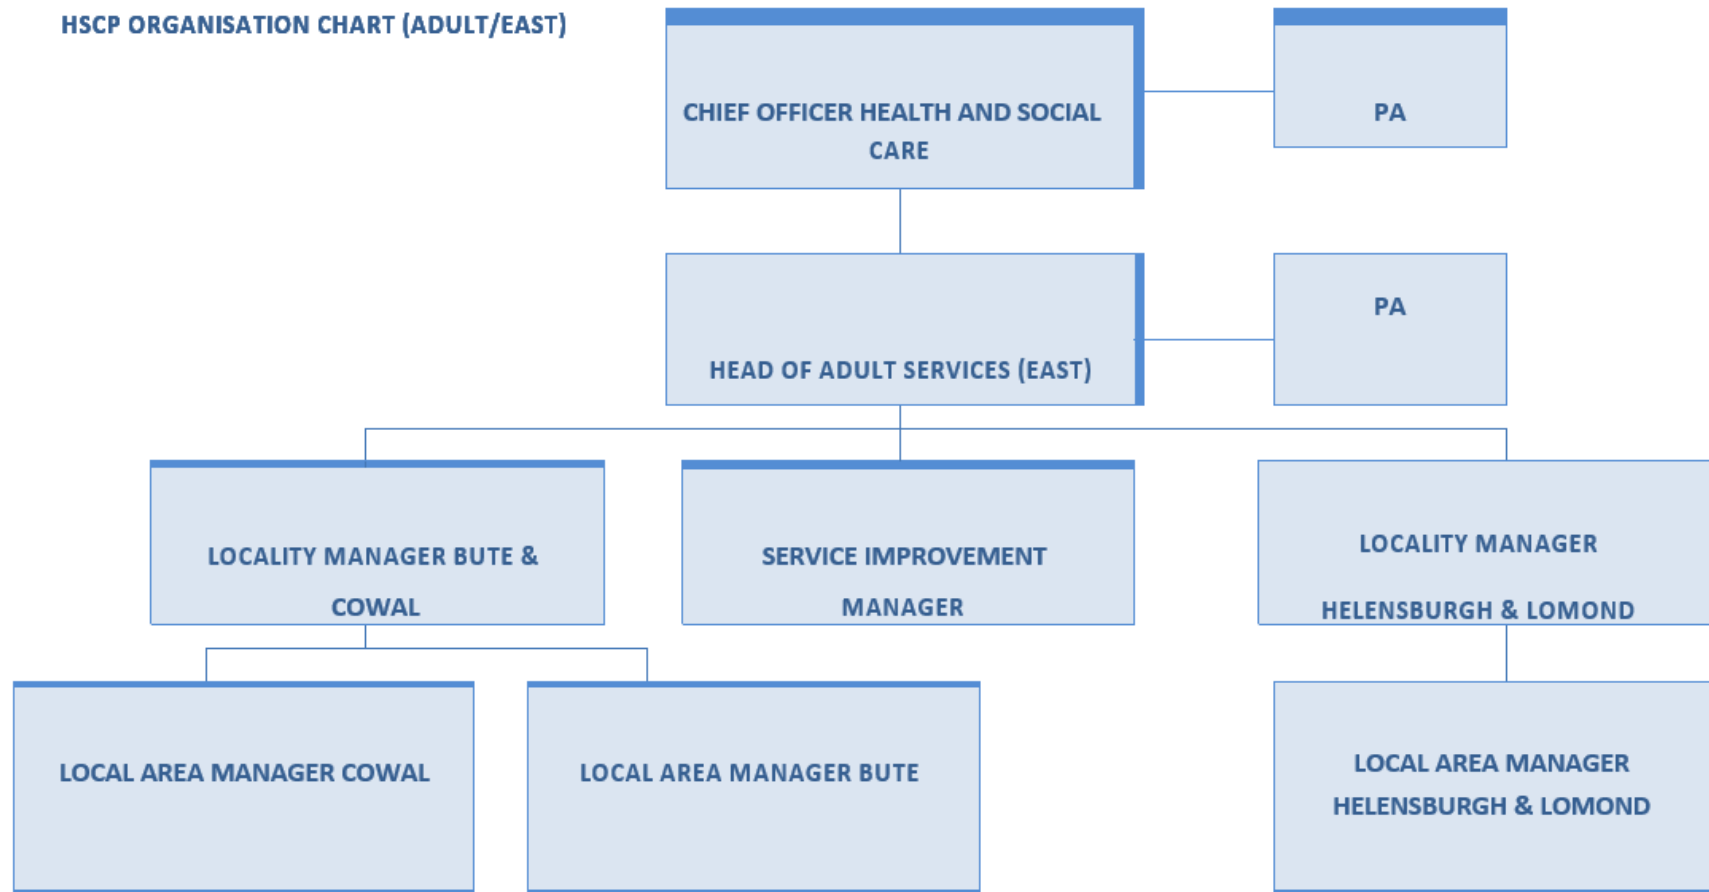 HSCP ORGANISATION CHART (ADULT/EAST)
CHIEF OFFICER HEALTH AND SOCIAL
CARE
PA
HEAD OF ADULT SERVICES (EAST)
PA
LOCALITY MANAGER BUTE &
COWAL
SERVICE IMPROVEMENT
MANAGER
LOCALITY MANAGER
HELENSBURGH & LOMOND
LOCAL AREA MANAGER COWAL
LOCAL AREA MANAGER BUTE
LOCAL AREA MANAGER
HELENSBURGH & LOMOND